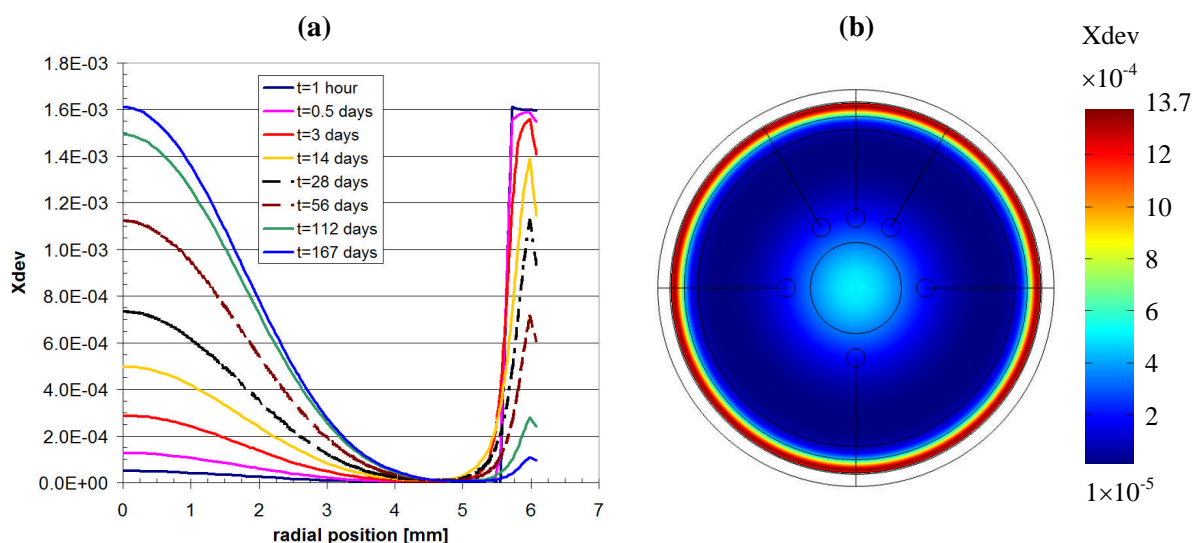 (a)
1.8E-03
1.6E-03
1.4E-03
1.2E-03
1.0E-03
8.0E-04
6.0E-04
4.0E-04
2.0E-04
0.0E+00
Xdev
t=1 hour
t=0.5 days
t=3 days
t=14 days
t=28 days
t=56 days
t=112 days
t=167 days
0 1 2 3 4 5 6 7
radial position [mm]
(b)
Xdev
×10⁻⁴
13.7
12
10
8
6
4
2
1×10⁻⁵